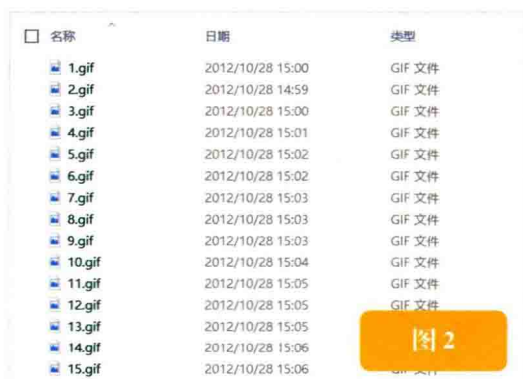 名称 日期 类型
1.gif 2012/10/28 15:00 GIF 文件
2.gif 2012/10/28 14:59 GIF 文件
3.gif 2012/10/28 15:00 GIF 文件
4.gif 2012/10/28 15:01 GIF 文件
5.gif 2012/10/28 15:02 GIF 文件
6.gif 2012/10/28 15:02 GIF 文件
7.gif 2012/10/28 15:03 GIF 文件
8.gif 2012/10/28 15:03 GIF 文件
9.gif 2012/10/28 15:03 GIF 文件
10.gif 2012/10/28 15:04 GIF 文件
11.gif 2012/10/28 15:05 GIF 文件
12.gif 2012/10/28 15:05 GIF 文件
13.gif 2012/10/28 15:05
图 2
14.gif 2012/10/28 15:06
15.gif 2012/10/28 15:06